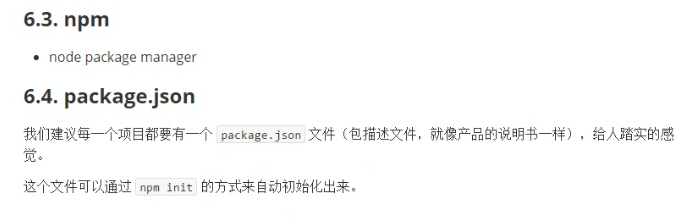 6.3. npm
node package manager
6.4. package.json
我们建议每一个项目都要有一个 package.json 文件（包描述文件，就像产品的说明书一样），给人踏实的感
觉。
这个文件可以通过 npm init 的方式来自动初始化出来。